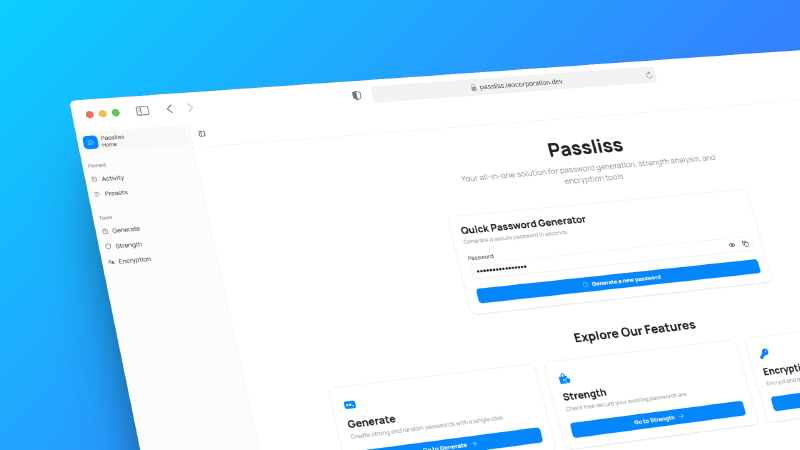 passliss.leocorporation.dev
Passliss
Home
Pinned
Activity
Presets
Tools
Generate
Strength
Encryption
Passliss
Your all-in-one solution for password generation, strength analysis, and
encryption tools
Quick Password Generator
Generate a secure password in seconds
Password
••••••••••••••••
Generate a new password
Explore Our Features
Generate
Create strong and random passwords with a single click.
Go to Generate →
Strength
Check how secure your existing passwords are.
Go to Strength →
Encrypti
Encrypt and d